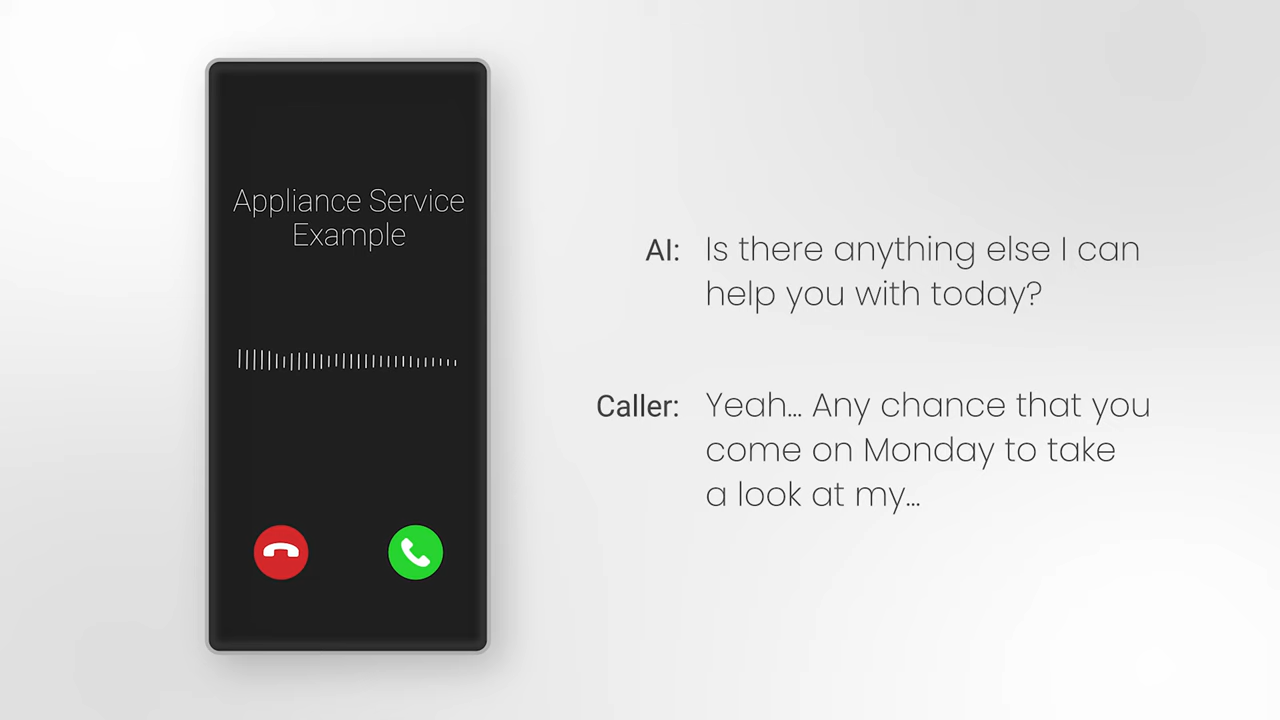 Appliance Service
Example
AI: Is there anything else I can
help you with today?
Caller: Yeah... Any chance that you
come on Monday to take
a look at my...